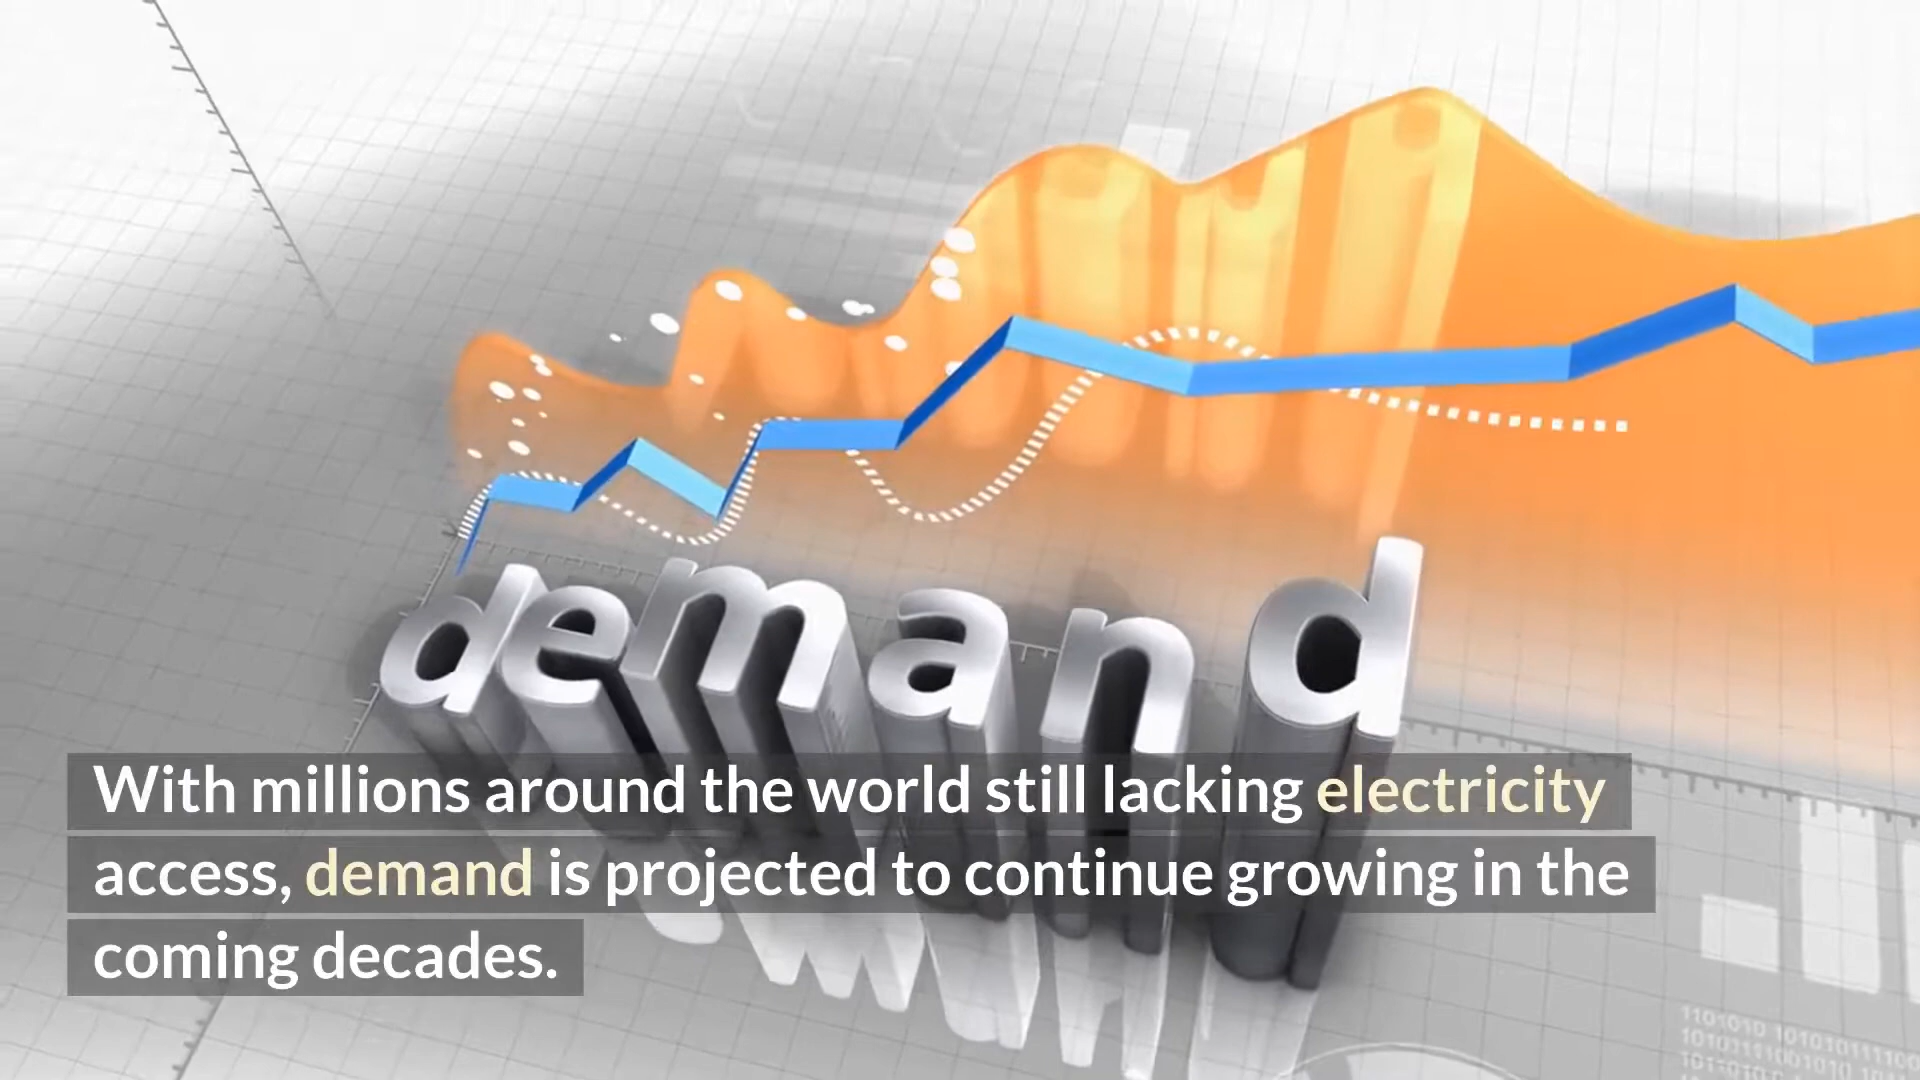 demand
With millions around the world still lacking electricity
access, demand is projected to continue growing in the
coming decades.